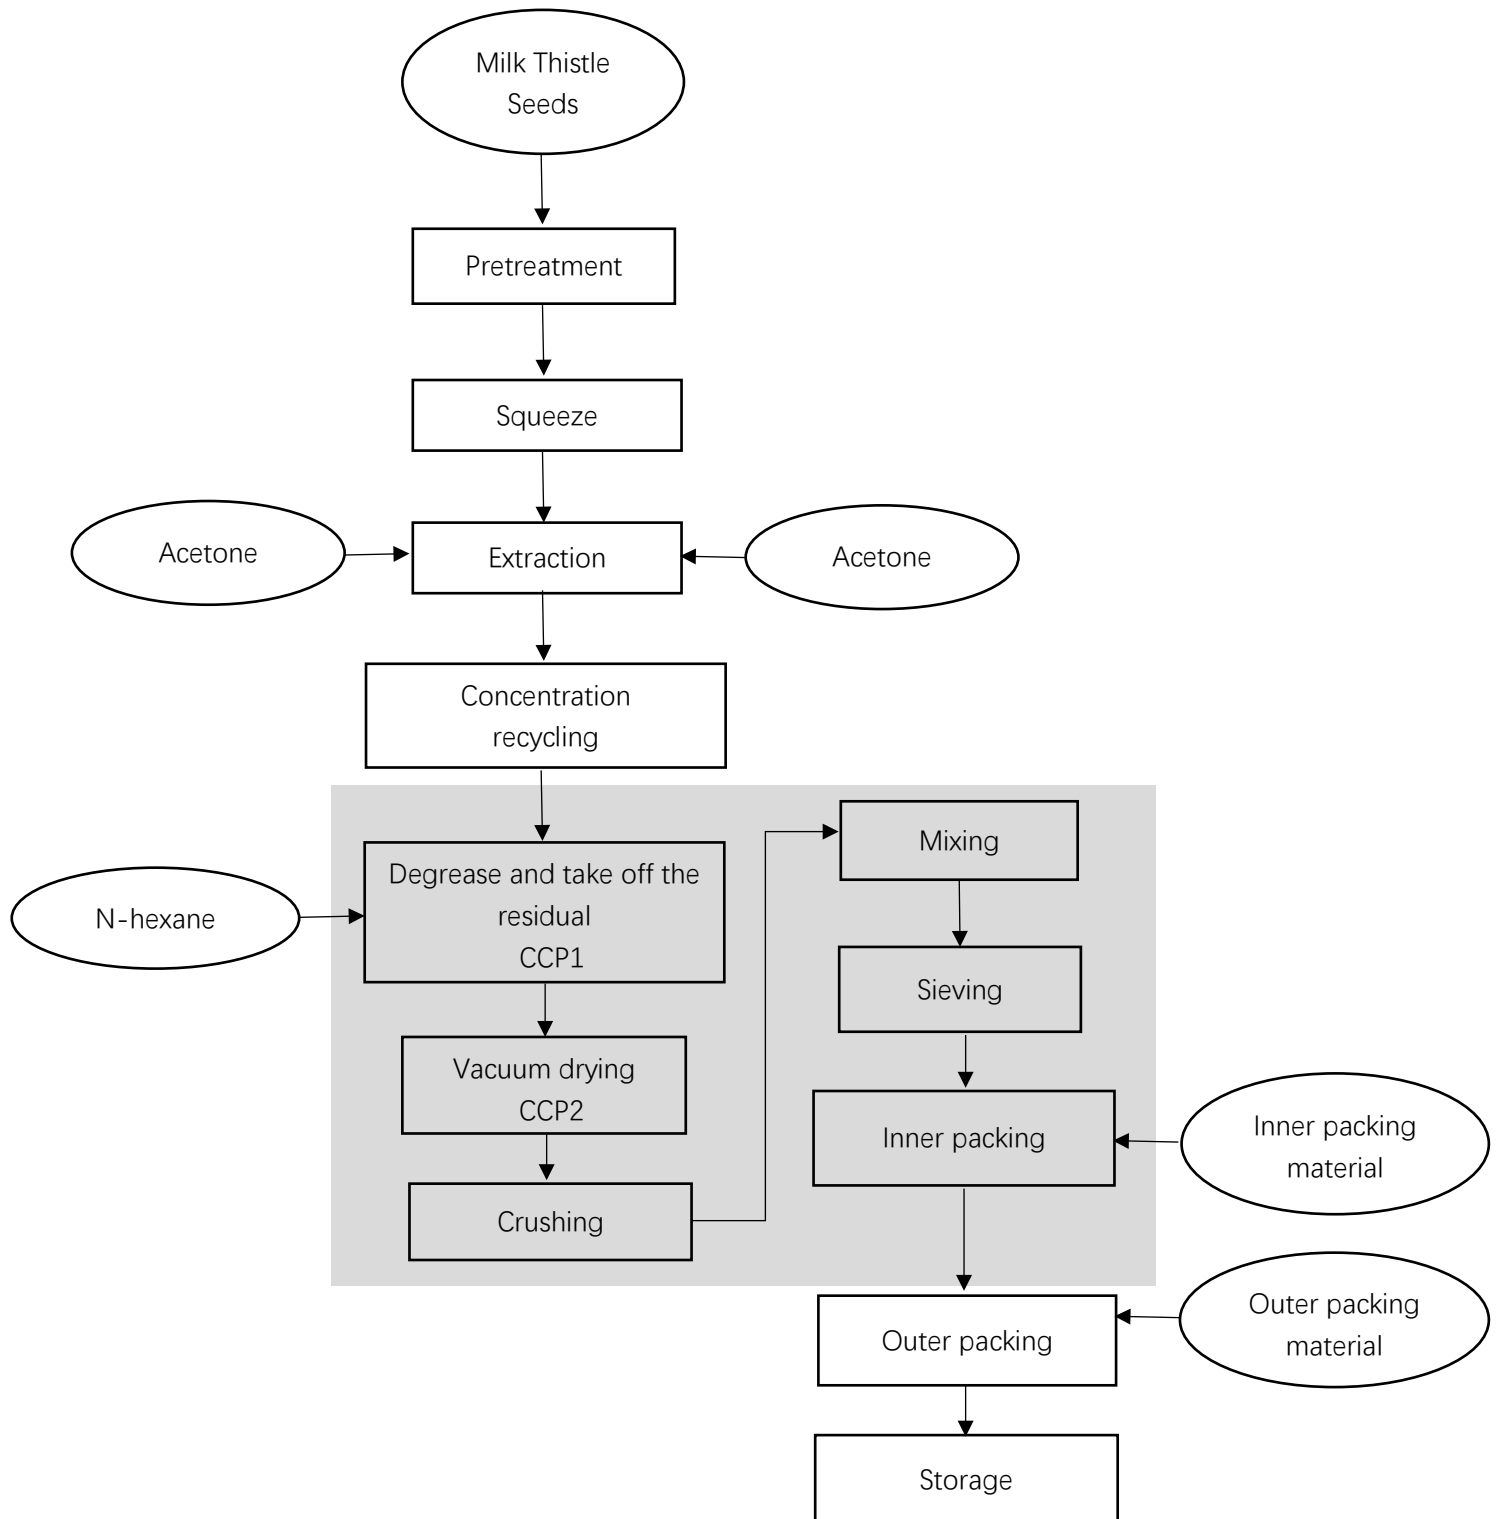 Milk Thistle
Seeds
Pretreatment
Squeeze
Acetone
Extraction
Acetone
Concentration
recycling
N-hexane
Degrease and take off the
residual
CCP1
Vacuum drying
CCP2
Crushing
Mixing
Sieving
Inner packing
Inner packing
material
Outer packing
Outer packing
material
Storage